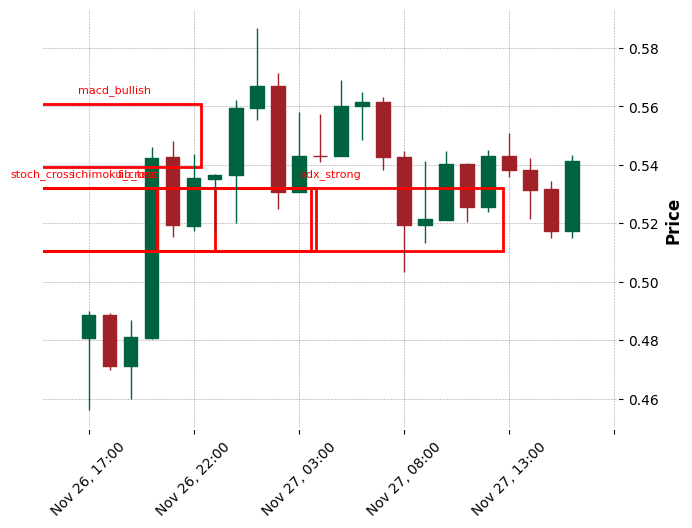 macd_bullish
stoch_cross
ichimoku_cross
adx_strong
0.58
0.56
0.54
0.52
0.50
0.48
0.46
Price
Nov 26, 17:00
Nov 26, 22:00
Nov 27, 03:00
Nov 27, 08:00
Nov 27, 13:00